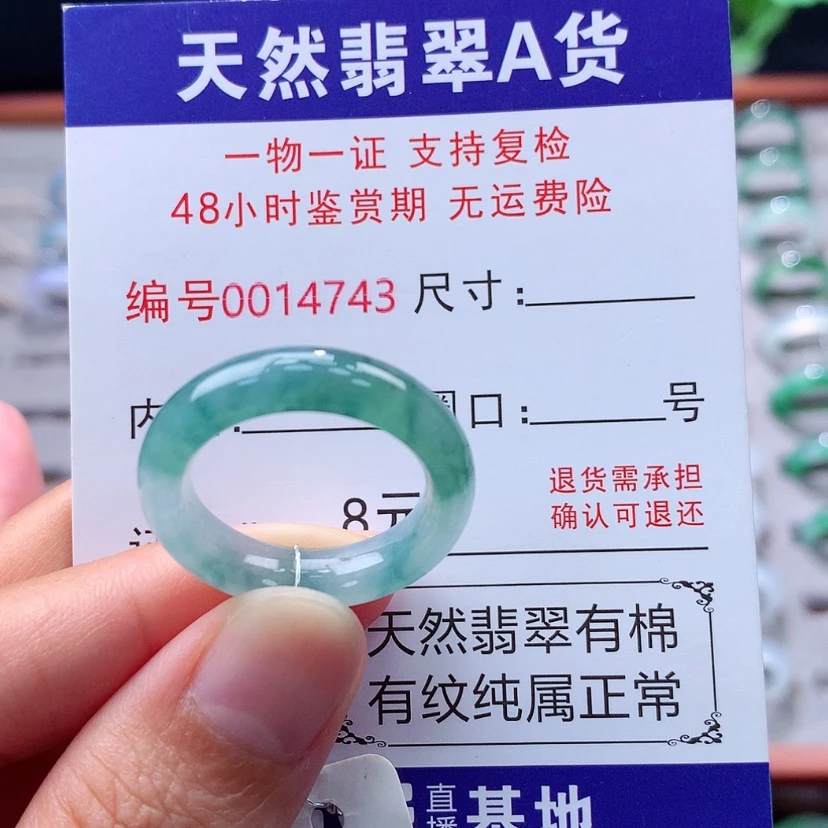 天然翡翠A货
一物一证 支持复检
48小时鉴赏期 无运费险
编号0014743 尺寸:
内 口: 号
8元
退货需承担
确认可退还
天然翡翠有棉
有纹纯属正常
直播 基地